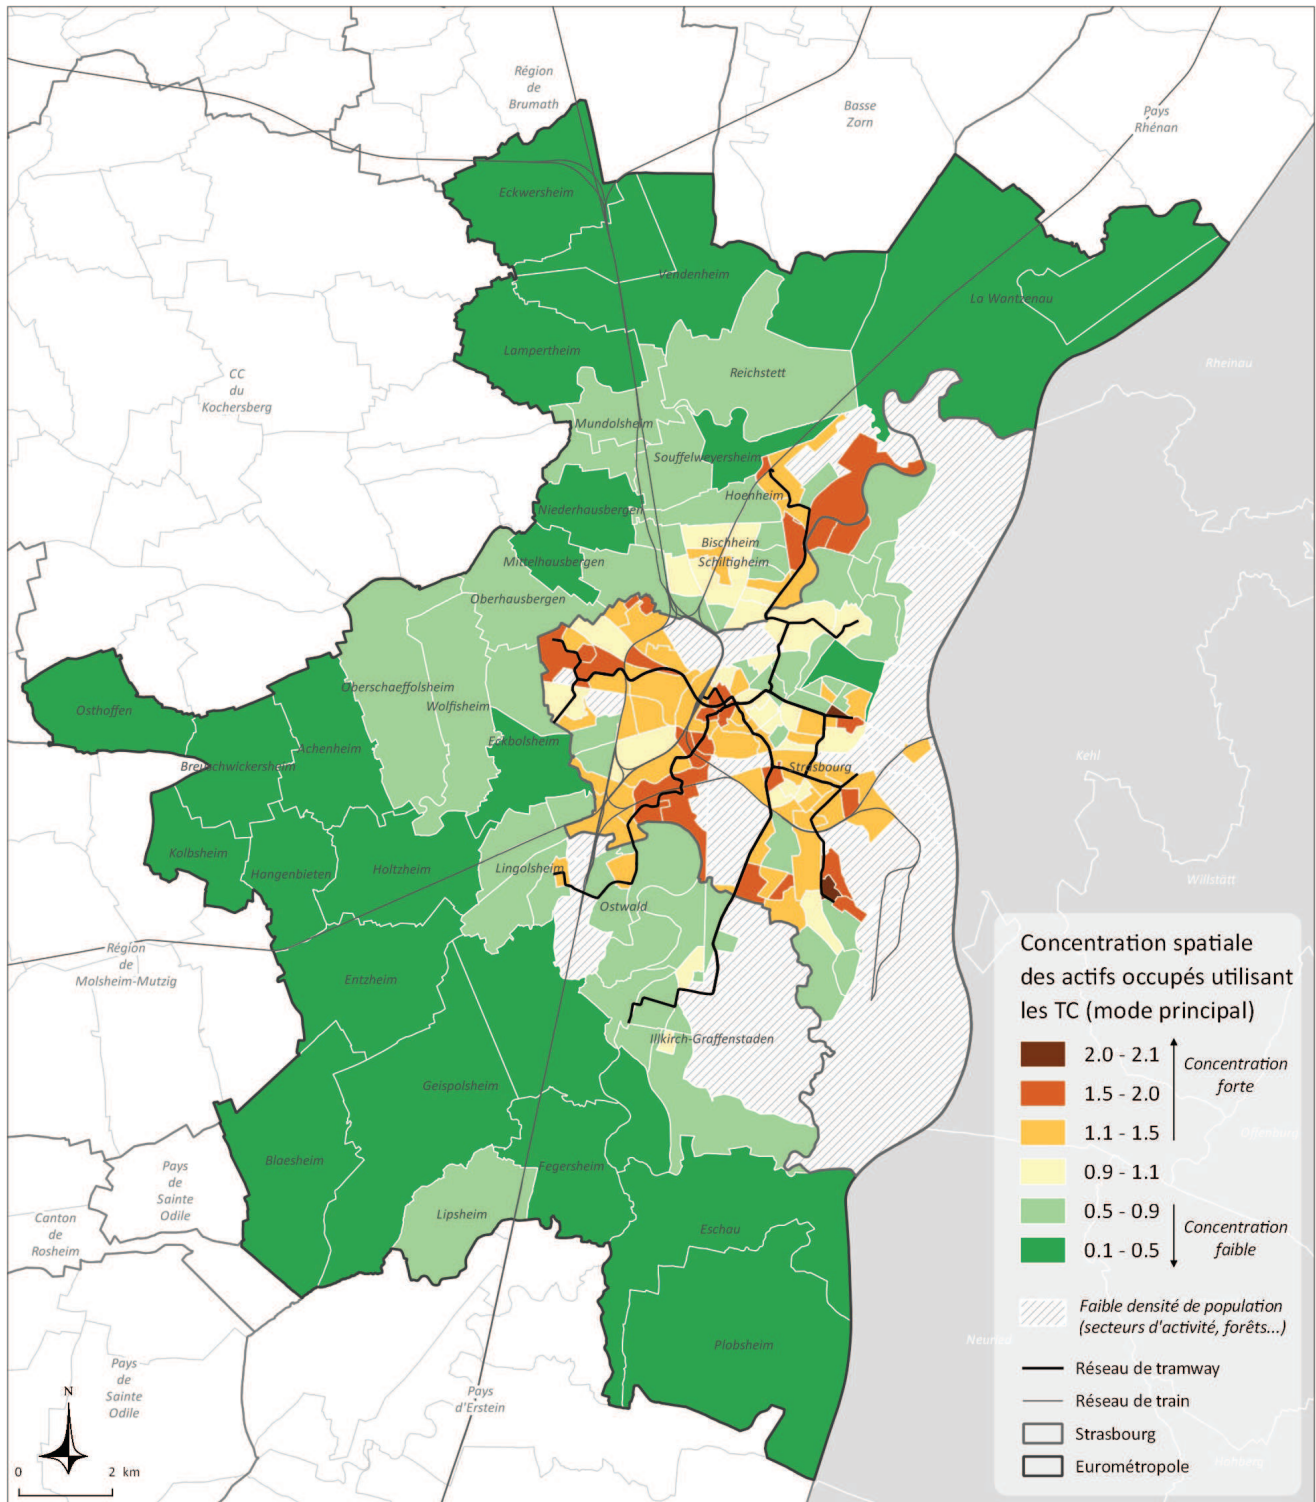 Région
de
Brumath
Basse
Zorn
Pays
Rhénan
Eckwersheim
Vendenheim
La Wantzenau
Lampertheim
Rheinau
Reichstett
CC
du
Kochersberg
Mundolsheim
Souffelweyersheim
Hoenheim
Niederhausbergen
Bischheim
Mittelhausbergen
Schiltigheim
Oberhausbergen
Oberschaeffolsheim
Wolfisheim
Osthoffen
Achenheim
Eckbolsheim
Breuschwickersheim
Strasbourg
Kehl
Kolbsheim
Hangenbieten
Holtzheim
Lingolsheim
Willstätt
Ostwald
Région
de
Molsheim-Mutzig
Entzheim
Illkirch-Graffenstaden
Geispolsheim
Blaesheim
Fegersheim
Lipsheim
Eschau
Plobsheim
Pays
de
Sainte
Odile
Canton
de
Rosheim
Pays
de
Sainte
Odile
Pays
d'Erstein
Concentration spatiale
des actifs occupés utilisant
les TC (mode principal)
2.0 - 2.1
1.5 - 2.0
1.1 - 1.5
0.9 - 1.1
0.5 - 0.9
0.1 - 0.5
Concentration
forte
Concentration
faible
Offenburg
Faible densité de population
(secteurs d'activité, forêts...)
Réseau de tramway
Réseau de train
Strasbourg
Eurométropole
N
0 2 km